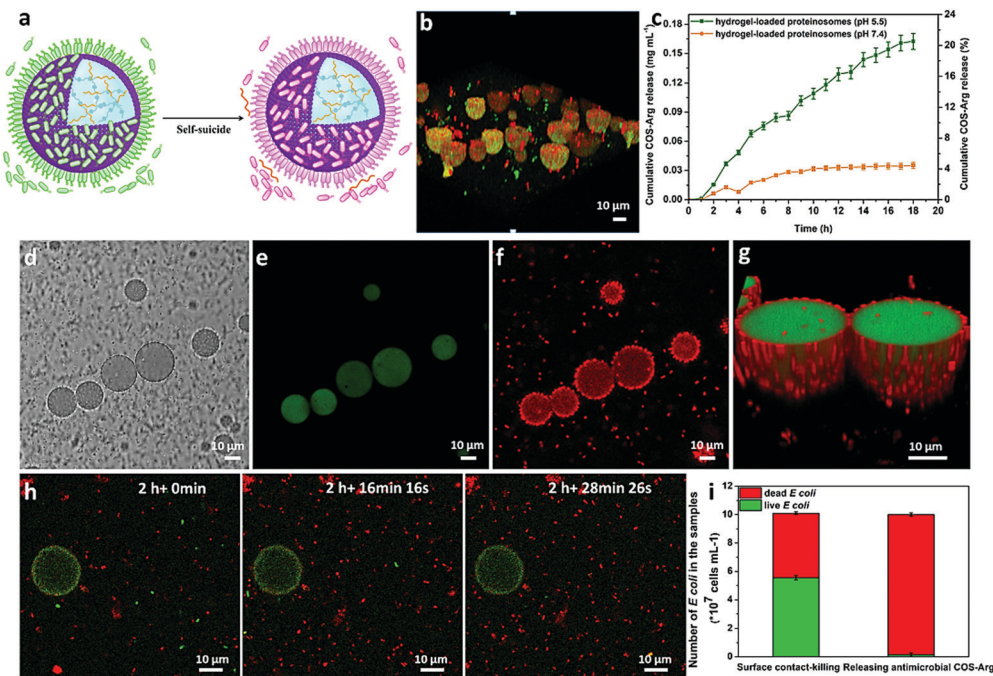 a
Self-suicide
b
10 µm
c
hydrogel-loaded proteinosomes (pH 5.5)
hydrogel-loaded proteinosomes (pH 7.4)
Cumulative COS-Arg release (mg mL-1)
0.18
0.15
0.12
0.09
0.06
0.03
0.00
24
20
16
12
8
4
0
Cumulative COS-Arg release (%)
0 2 4 6 8 10 12 14 16 18 20
Time (h)
d
10 µm
e
10 µm
f
10 µm
g
10 µm
h
2 h+ 0min
10 µm
2 h+ 16min 16s
10 µm
2 h+ 28min 26s
10 µm
i
dead E coli
live E coli
Number of E coli in the samples
(*10⁷ cells mL-1)
12
10
8
6
4
2
0
Surface contact-killing Releasing antimicrobial COS-Arg